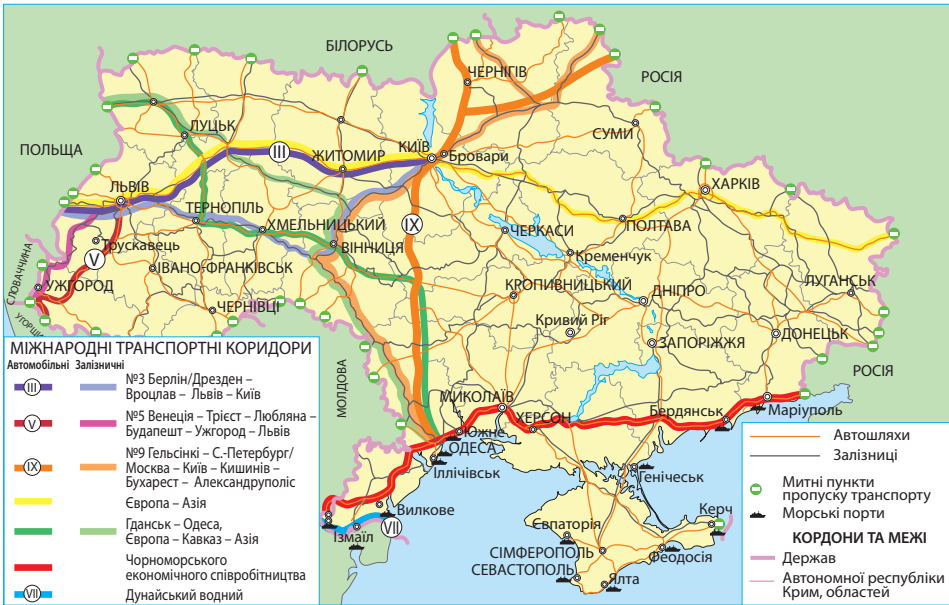 БІЛОРУСЬ
РОСІЯ
ПОЛЬЩА
СЛОВАЧЧИНА
МОЛДОВА
РОСІЯ
ЧЕРНІГІВ
СУМИ
ЛУЦЬК
ЖИТОМИР
КИЇВ
Бровари
ХАРКІВ
ЛЬВІВ
ТЕРНОПІЛЬ
ХМЕЛЬНИЦЬКИЙ
ВІННИЦЯ
ЧЕРКАСИ
ПОЛТАВА
Кременчук
Трускавець
ІВАНО-ФРАНКІВСЬК
УЖГОРОД
ЧЕРНІВЦІ
КРОПИВНИЦЬКИЙ
ДНІПРО
ЛУГАНСЬК
Кривий Ріг
ЗАПОРІЖЖЯ
ДОНЕЦЬК
МИКОЛАЇВ
ХЕРСОН
Бердянськ
Маріуполь
Южне
ОДЕСА
Іллічівськ
Генічеськ
Вилкове
Ізмаїл
Керч
Євпаторія
СІМФЕРОПОЛЬ
СЕВАСТОПОЛЬ
Феодосія
Ялта
III
V
IX
VII
МІЖНАРОДНІ ТРАНСПОРТНІ КОРИДОРИ
Автомобільні Залізничні
III №3 Берлін/Дрезден –
Вроцлав – Львів – Київ
V №5 Венеція – Трієст – Любляна –
Будапешт – Ужгород – Львів
IX №9 Гельсінкі – С.-Петербург/
Москва – Київ – Кишинів –
Бухарест – Александруполіс
Європа – Азія
Гданськ – Одеса,
Європа – Кавказ – Азія
Чорноморського
економічного співробітництва
VII Дунайський водний
Автошляхи
Залізниці
Митні пункти
пропуску транспорту
Морські порти
КОРДОНИ ТА МЕЖІ
Держав
Автономної республіки
Крим, областей